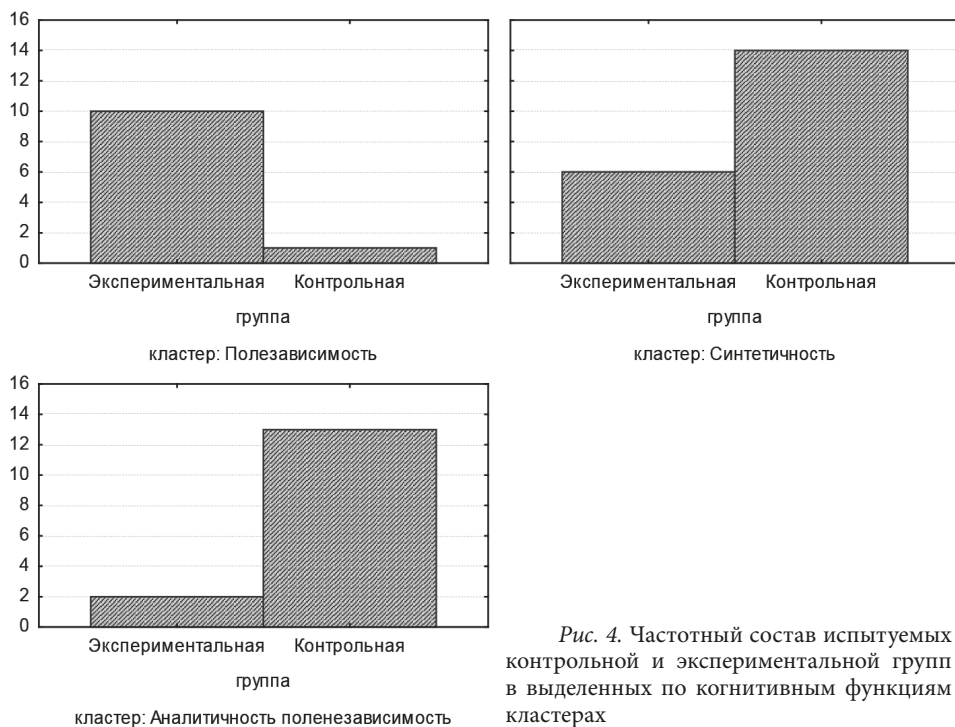 16
14
12
10
8
6
4
2
0
Экспериментальная Контрольная
группа
кластер: Полезависимость
Экспериментальная Контрольная
группа
кластер: Синтетичность
16
14
12
10
8
6
4
2
0
Экспериментальная Контрольная
группа
кластер: Аналитичность поленезависимость
Рис. 4. Частотный состав испытуемых
контрольной и экспериментальной групп
в выделенных по когнитивным функциям
кластерах